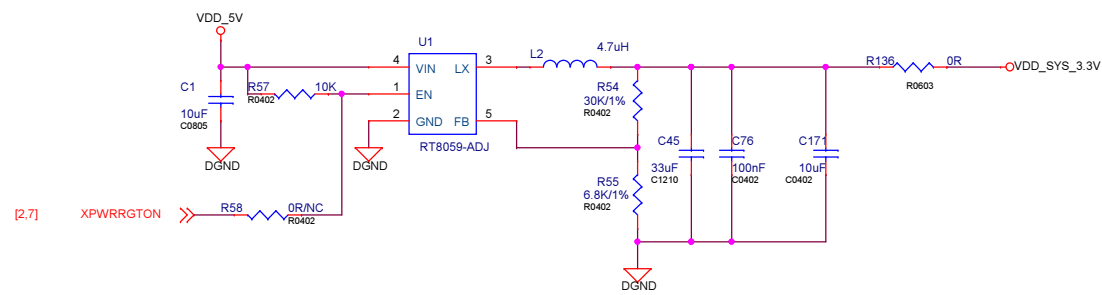 VDD_5V
U1
L2 4.7uH
4 VIN LX 3
R136 0R
VDD_SYS_3.3V
R0603
C1
10uF
C0805
R57 10K
R0402
1 EN
2 GND FB 5
RT8059-ADJ
R54
30K/1%
R0402
DGND
DGND
C45
33uF
C1210
C76
100nF
C0402
C171
10uF
C0402
R55
6.8K/1%
R0402
[2,7] XPWRRGTON
R58 0R/NC
R0402
DGND